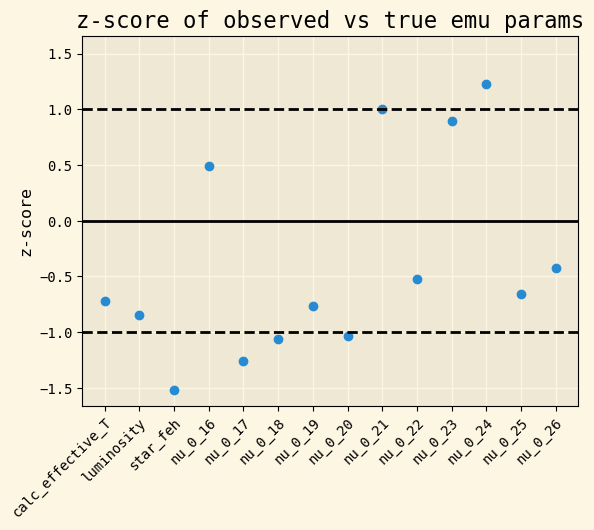 z-score of observed vs true emu params
z-score
1.5
1.0
0.5
0.0
−0.5
−1.0
−1.5
calc_effective_T
luminosity
star_feh
nu_0_16
nu_0_17
nu_0_18
nu_0_19
nu_0_20
nu_0_21
nu_0_22
nu_0_23
nu_0_24
nu_0_25
nu_0_26